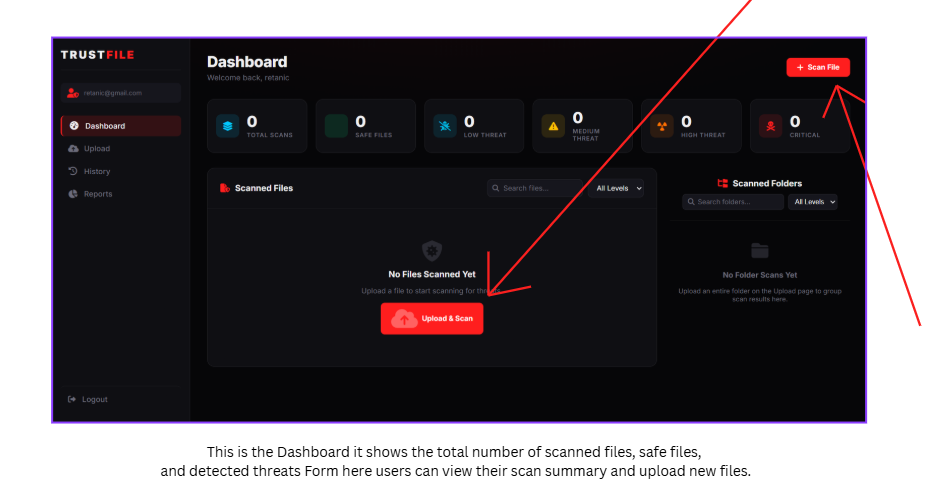 TRUSTFILE
retanic@gmail.com
Dashboard
Upload
History
Reports
Logout
Dashboard
Welcome back, retanic
+ Scan File
0
TOTAL SCANS
0
SAFE FILES
0
LOW THREAT
0
MEDIUM
THREAT
0
HIGH THREAT
0
CRITICAL
Scanned Files
Search files...
All Levels
No Files Scanned Yet
Upload a file to start scanning for threats.
Upload & Scan
Scanned Folders
Search folders...
All Levels
No Folder Scans Yet
Upload an entire folder on the Upload page to group
scan results here.
This is the Dashboard it shows the total number of scanned files, safe files,
and detected threats Form here users can view their scan summary and upload new files.